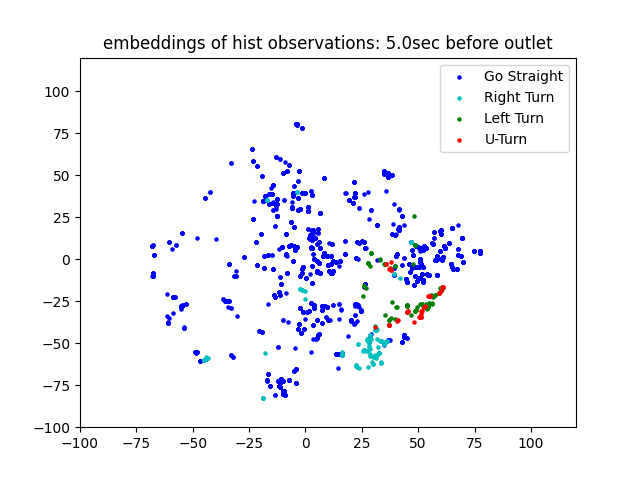 embeddings of hist observations: 5.0sec before outlet
Go Straight
Right Turn
Left Turn
U-Turn
100
75
50
25
0
−25
−50
−75
−100
−100 −75 −50 −25 0 25 50 75 100